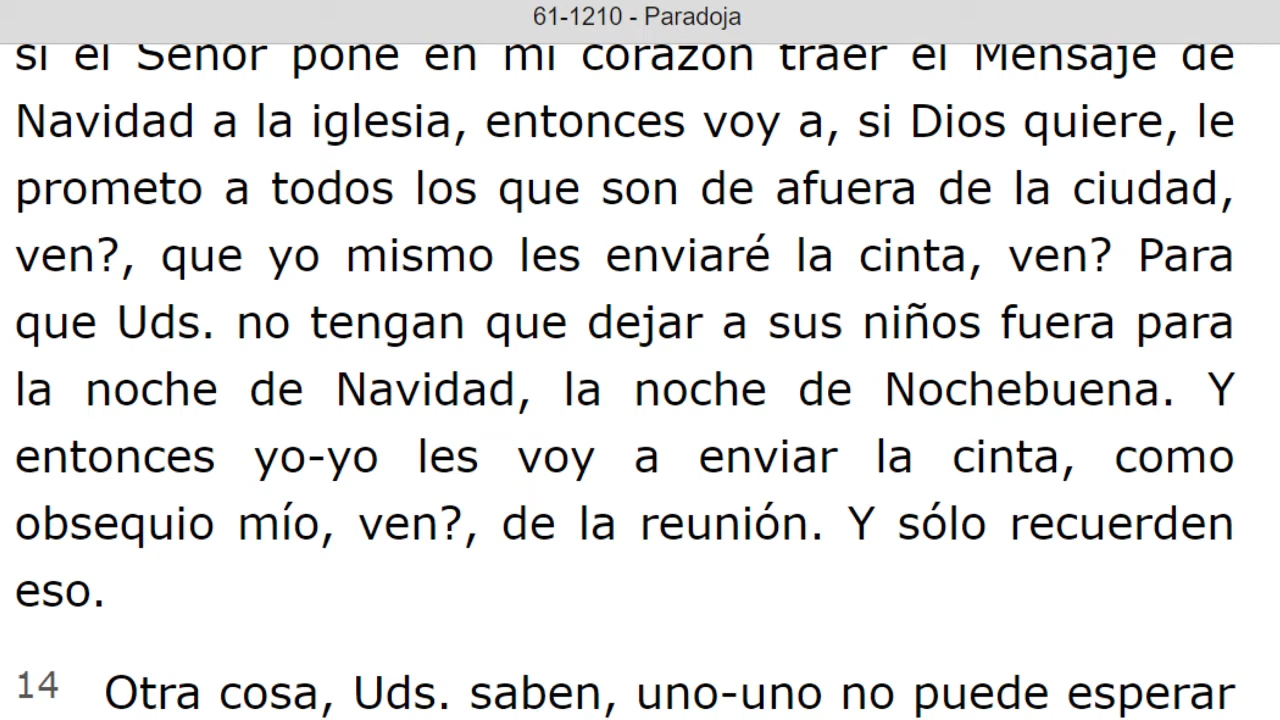 61-1210 - Paradoja
si el Señor pone en mi corazón traer el Mensaje de
Navidad a la iglesia, entonces voy a, si Dios quiere, le
prometo a todos los que son de afuera de la ciudad,
ven?, que yo mismo les enviaré la cinta, ven? Para
que Uds. no tengan que dejar a sus niños fuera para
la noche de Navidad, la noche de Nochebuena. Y
entonces yo-yo les voy a enviar la cinta, como
obsequio mío, ven?, de la reunión. Y sólo recuerden
eso.
14 Otra cosa, Uds. saben, uno-uno no puede esperar